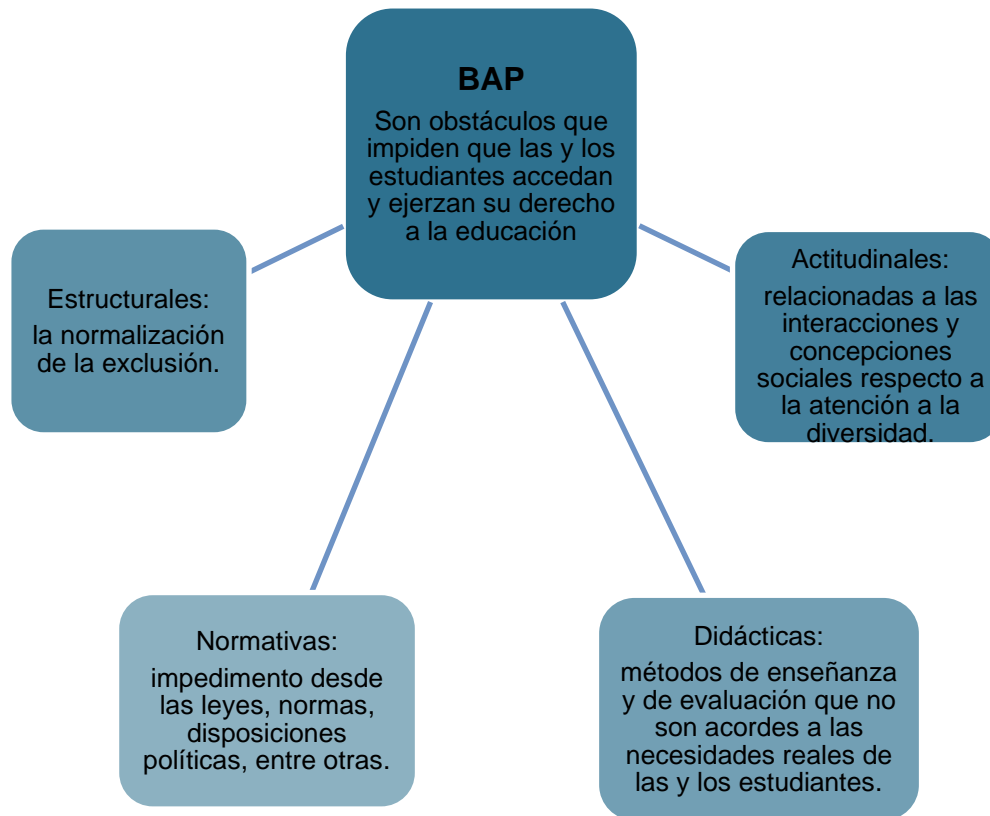 BAP
Son obstáculos que
impiden que las y los
estudiantes accedan
y ejerzan su derecho
a la educación
Estructurales:
la normalización
de la exclusión.
Actitudinales:
relacionadas a las
interacciones y
concepciones
sociales respecto a
la atención a la
diversidad.
Normativas:
impedimento desde
las leyes, normas,
disposiciones
políticas, entre otras.
Didácticas:
métodos de enseñanza
y de evaluación que no
son acordes a las
necesidades reales de
las y los estudiantes.